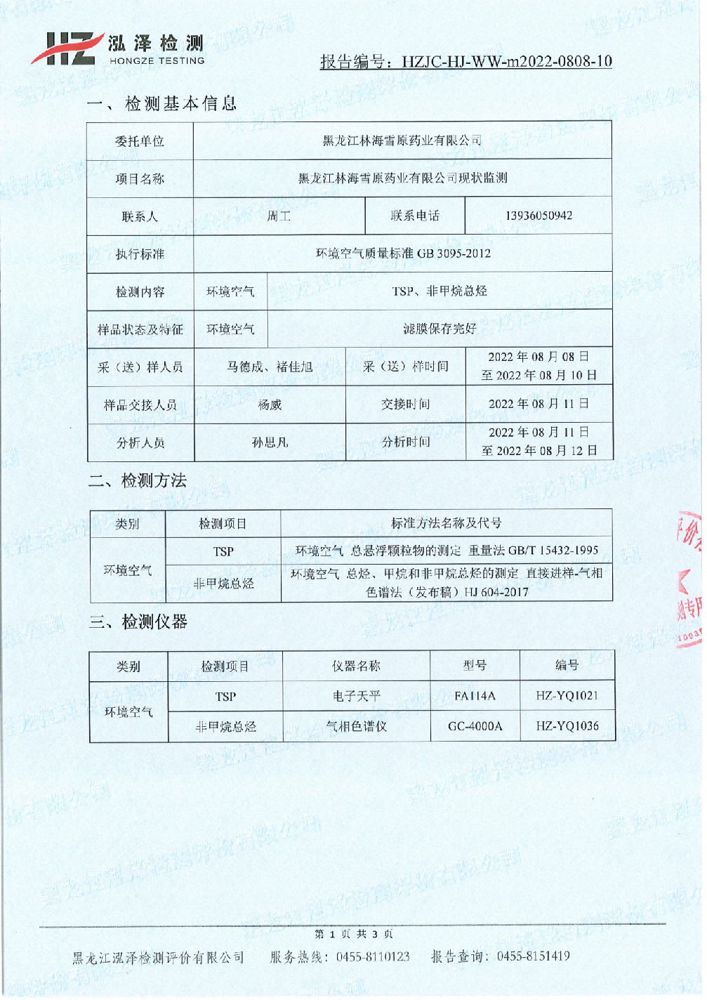 HZ 泓泽检测
HONGZE TESTING
报告编号：HZJC-HJ-WW-m2022-0808-10
一、检测基本信息
委托单位 黑龙江林海雪原药业有限公司
项目名称 黑龙江林海雪原药业有限公司现状监测
联系人 周工 联系电话 13936050942
执行标准 环境空气质量标准 GB 3095-2012
检测内容 环境空气 TSP、非甲烷总烃
样品状态及特征 环境空气 滤膜保存完好
采（送）样人员 马德成、褚佳旭 采（送）样时间 2022 年 08 月 08 日
至 2022 年 08 月 10 日
样品交接人员 杨威 交接时间 2022 年 08 月 11 日
分析人员 孙思凡 分析时间 2022 年 08 月 11 日
至 2022 年 08 月 12 日
二、检测方法
类别 检测项目 标准方法名称及代号
环境空气 TSP 环境空气 总悬浮颗粒物的测定 重量法 GB/T 15432-1995
非甲烷总烃 环境空气 总烃、甲烷和非甲烷总烃的测定 直接进样-气相
色谱法（发布稿）HJ 604-2017
三、检测仪器
类别 检测项目 仪器名称 型号 编号
环境空气 TSP 电子天平 FA114A HZ-YQ1021
非甲烷总烃 气相色谱仪 GC-4000A HZ-YQ1036
第 1 页 共 3 页
黑龙江泓泽检测评价有限公司 服务热线：0455-8110123 报告查询：0455-8151419